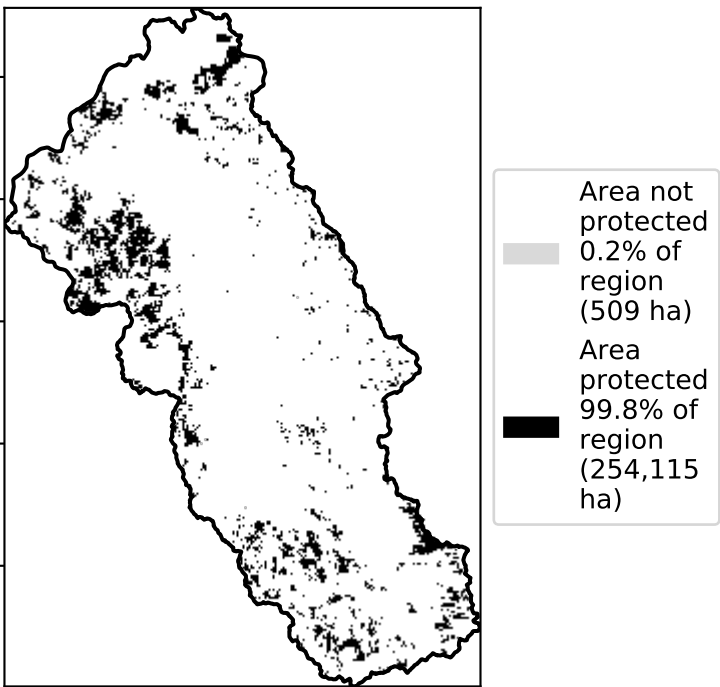 Area not
protected
0.2% of
region
(509 ha)
Area
protected
99.8% of
region
(254,115
ha)